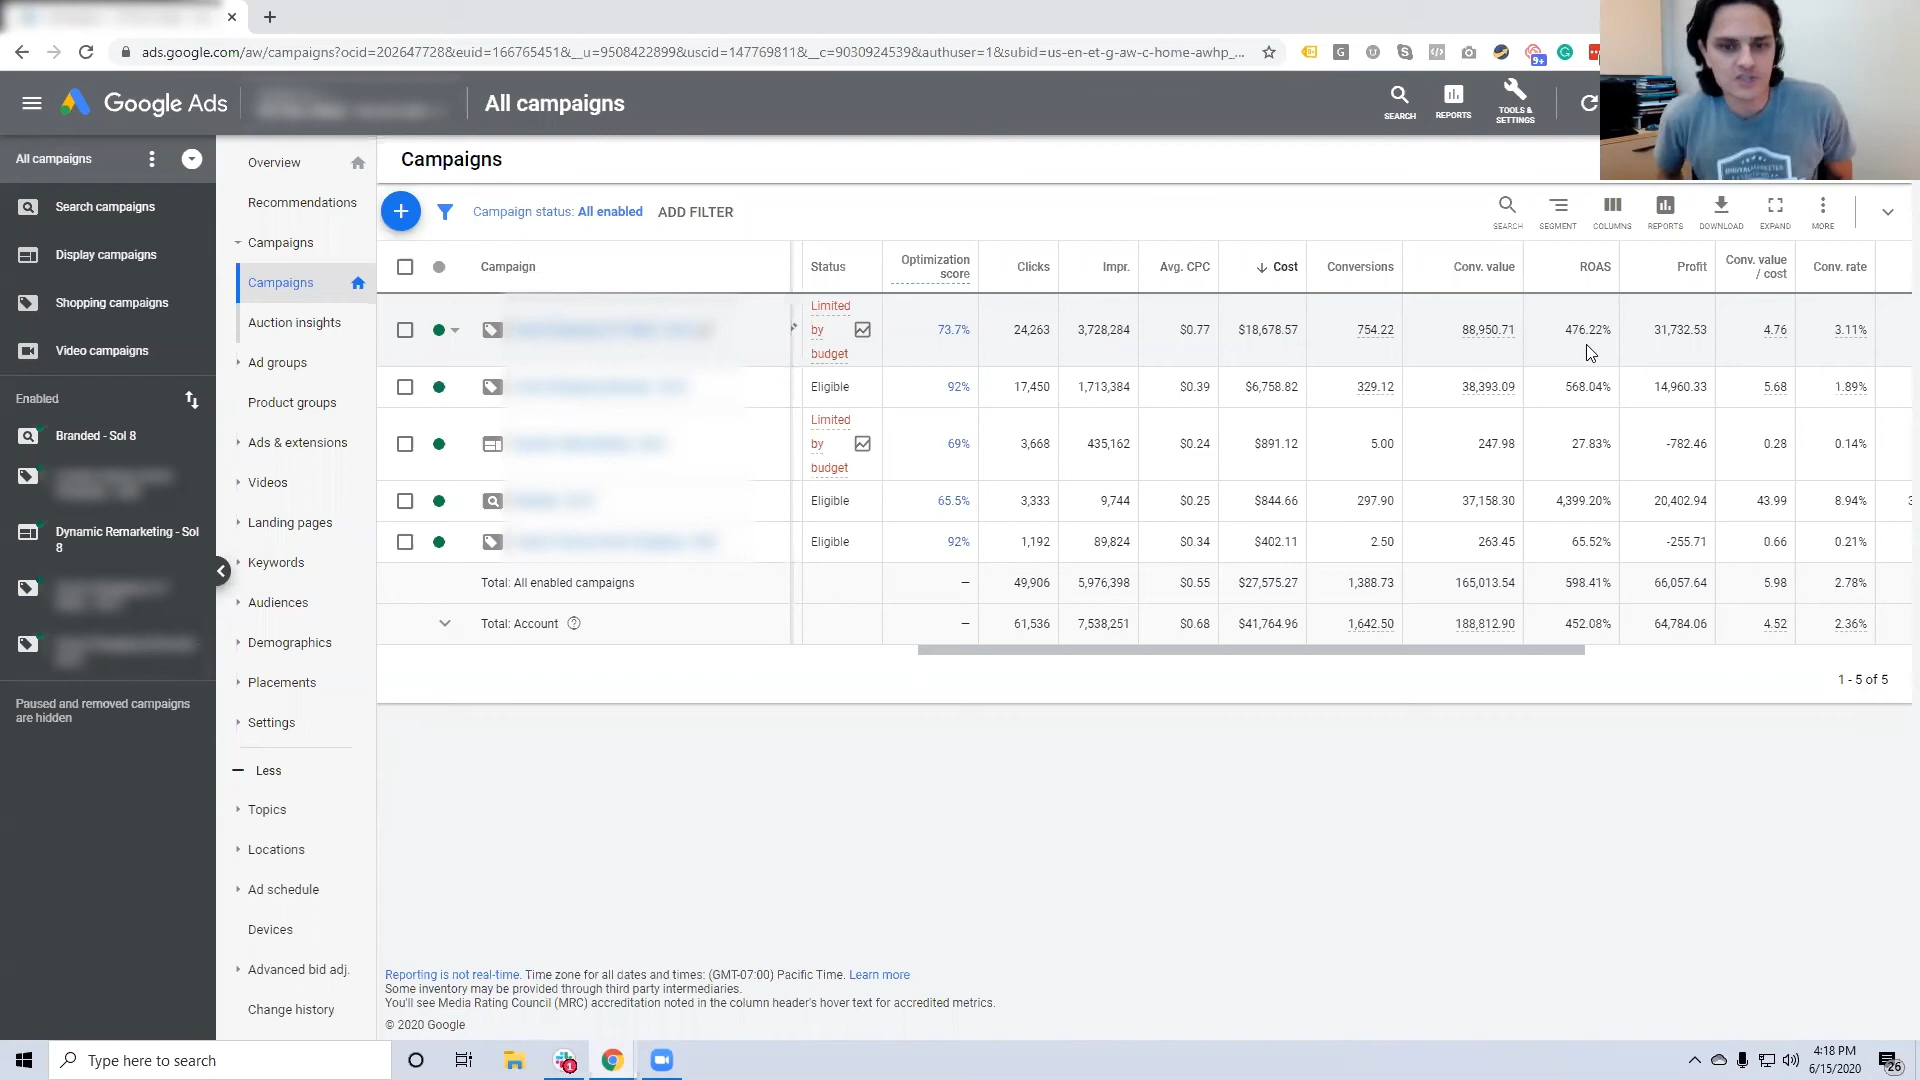 ads.google.com/aw/campaigns?ocid=202647728&euid=166765451&__u=9508422899&uscid=147769811&__c=9030924539&authuser=1&subid=us-en-et-g-aw-c-home-awhp_...
9+
Google Ads
All campaigns
SEARCH
REPORTS
TOOLS & SETTINGS
All campaigns
Search campaigns
Display campaigns
Shopping campaigns
Video campaigns
Enabled
Branded - Sol 8
Dynamic Remarketing - Sol 8
Paused and removed campaigns are hidden
Overview
Recommendations
Campaigns
Campaigns
Auction insights
Ad groups
Product groups
Ads & extensions
Videos
Landing pages
Keywords
Audiences
Demographics
Placements
Settings
Less
Topics
Locations
Ad schedule
Devices
Advanced bid adj.
Change history
Campaigns
Campaign status: All enabled ADD FILTER
SEARCH SEGMENT COLUMNS REPORTS DOWNLOAD EXPAND MORE
Campaign Status Optimization score Clicks Impr. Avg. CPC Cost Conversions Conv. value ROAS Profit Conv. value / cost Conv. rate
Limited by budget 73.7% 24,263 3,728,284 $0.77 $18,678.57 754.22 88,950.71 476.22% 31,732.53 4.76 3.11%
Eligible 92% 17,450 1,713,384 $0.39 $6,758.82 329.12 38,393.09 568.04% 14,960.33 5.68 1.89%
Limited by budget 69% 3,668 435,162 $0.24 $891.12 5.00 247.98 27.83% -782.46 0.28 0.14%
Eligible 65.5% 3,333 9,744 $0.25 $844.66 297.90 37,158.30 4,399.20% 20,402.94 43.99 8.94%
Eligible 92% 1,192 89,824 $0.34 $402.11 2.50 263.45 65.52% -255.71 0.66 0.21%
Total: All enabled campaigns — 49,906 5,976,398 $0.55 $27,575.27 1,388.73 165,013.54 598.41% 66,057.64 5.98 2.78%
Total: Account — 61,536 7,538,251 $0.68 $41,764.96 1,642.50 188,812.90 452.08% 64,784.06 4.52 2.36%
1 - 5 of 5
Reporting is not real-time. Time zone for all dates and times: (GMT-07:00) Pacific Time. Learn more
Some inventory may be provided through third party intermediaries.
You'll see Media Rating Council (MRC) accreditation noted in the column header's hover text for accredited metrics.
© 2020 Google
Type here to search
1
4:18 PM
6/15/2020
26